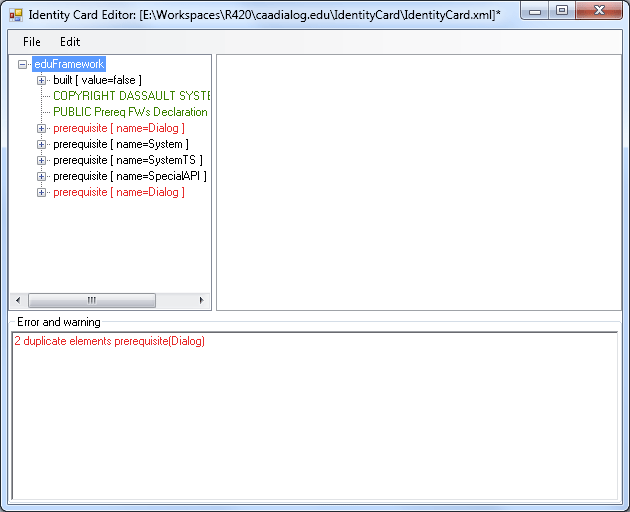 Identity Card Editor: [E:\Workspaces\R420\caadialog.edu\IdentityCard\IdentityCard.xml]*
File Edit
eduFramework
built [ value=false ]
COPYRIGHT DASSAULT SYSTE
PUBLIC Prereq FWs Declaration
prerequisite [ name=Dialog ]
prerequisite [ name=System ]
prerequisite [ name=SystemTS ]
prerequisite [ name=SpecialAPI ]
prerequisite [ name=Dialog ]
Error and warning
2 duplicate elements prerequisite(Dialog)